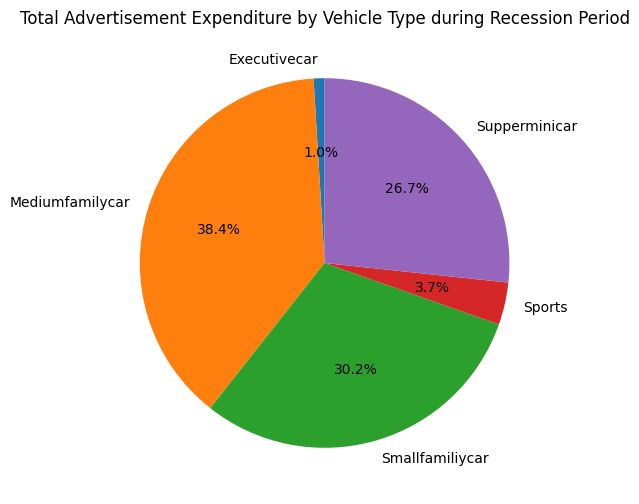 Total Advertisement Expenditure by Vehicle Type during Recession Period
Executivecar
1.0%
Supperminicar
26.7%
Mediumfamilycar
38.4%
3.7%
Sports
30.2%
Smallfamiliycar